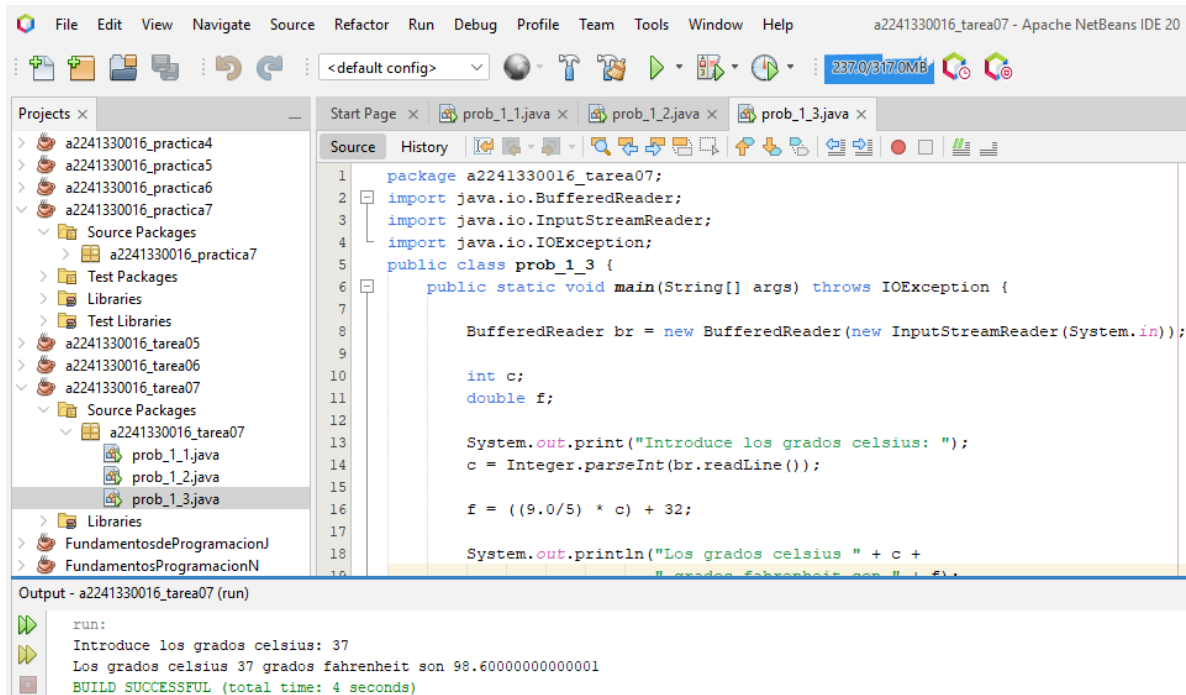 File Edit View Navigate Source Refactor Run Debug Profile Team Tools Window Help a2241330016_tarea07 - Apache NetBeans IDE 20
<default config> 237.0/317.0MB
Projects
a2241330016_practica4
a2241330016_practica5
a2241330016_practica6
a2241330016_practica7
Source Packages
a2241330016_practica7
Test Packages
Libraries
Test Libraries
a2241330016_tarea05
a2241330016_tarea06
a2241330016_tarea07
Source Packages
a2241330016_tarea07
prob_1_1.java
prob_1_2.java
prob_1_3.java
Libraries
FundamentosdeProgramacionJ
FundamentosProgramacionN
Start Page prob_1_1.java prob_1_2.java prob_1_3.java
Source History
1 package a2241330016_tarea07;
2 import java.io.BufferedReader;
3 import java.io.InputStreamReader;
4 import java.io.IOException;
5 public class prob_1_3 {
6 public static void main(String[] args) throws IOException {
7
8 BufferedReader br = new BufferedReader(new InputStreamReader(System.in));
9
10 int c;
11 double f;
12
13 System.out.print("Introduce los grados celsius: ");
14 c = Integer.parseInt(br.readLine());
15
16 f = ((9.0/5) * c) + 32;
17
18 System.out.println("Los grados celsius " + c +
19 " grados fahrenheit son " + f);
Output - a2241330016_tarea07 (run)
run:
Introduce los grados celsius: 37
Los grados celsius 37 grados fahrenheit son 98.60000000000001
BUILD SUCCESSFUL (total time: 4 seconds)